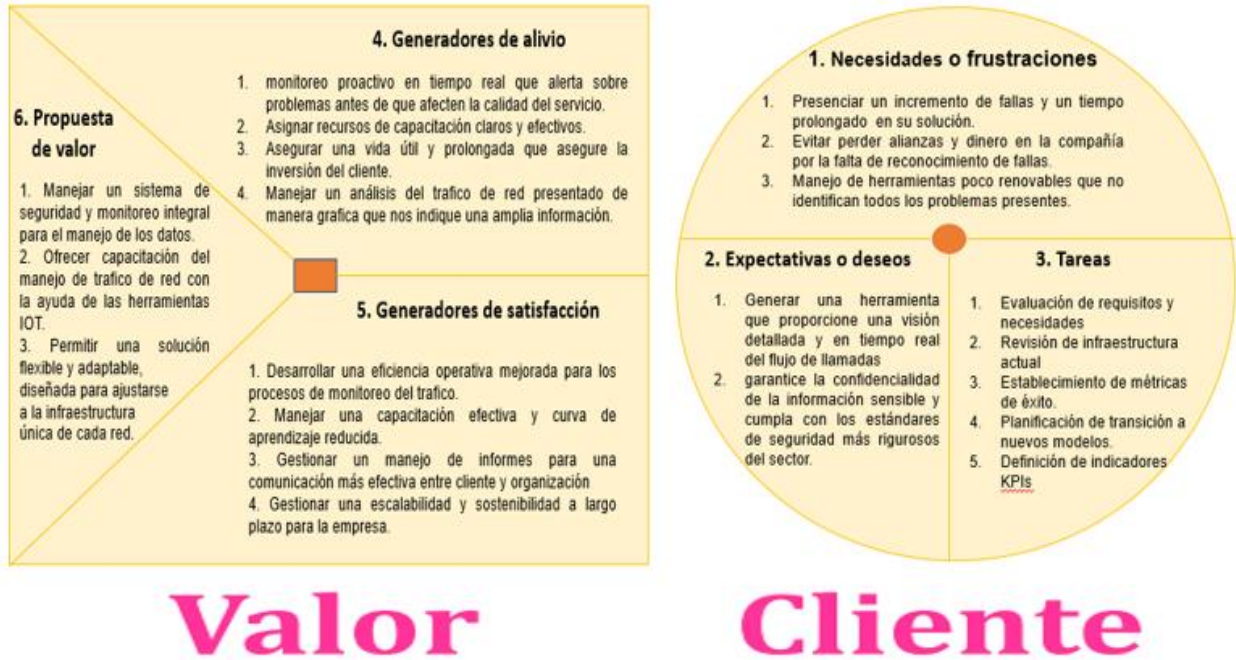 4. Generadores de alivio
1. monitoreo proactivo en tiempo real que alerta sobre
problemas antes de que afecten la calidad del servicio.
2. Asignar recursos de capacitación claros y efectivos.
3. Asegurar una vida útil y prolongada que asegure la
inversión del cliente.
4. Manejar un análisis del trafico de red presentado de
manera grafica que nos indique una amplia información.
6. Propuesta
de valor
1. Manejar un sistema de
seguridad y monitoreo integral
para el manejo de los datos.
2. Ofrecer capacitación del
manejo de trafico de red con
la ayuda de las herramientas
IOT.
3. Permitir una solución
flexible y adaptable,
diseñada para ajustarse
a la infraestructura
única de cada red.
5. Generadores de satisfacción
1. Desarrollar una eficiencia operativa mejorada para los
procesos de monitoreo del trafico.
2. Manejar una capacitación efectiva y curva de
aprendizaje reducida.
3. Gestionar un manejo de informes para una
comunicación más efectiva entre cliente y organización
4. Gestionar una escalabilidad y sostenibilidad a largo
plazo para la empresa.
1. Necesidades o frustraciones
1. Presenciar un incremento de fallas y un tiempo
prolongado en su solución.
2. Evitar perder alianzas y dinero en la compañía
por la falta de reconocimiento de fallas.
3. Manejo de herramientas poco renovables que no
identifican todos los problemas presentes.
2. Expectativas o deseos
1. Generar una herramienta
que proporcione una visión
detallada y en tiempo real
del flujo de llamadas
2. garantice la confidencialidad
de la información sensible y
cumpla con los estándares
de seguridad más rigurosos
del sector.
3. Tareas
1. Evaluación de requisitos y
necesidades
2. Revisión de infraestructura
actual
3. Establecimiento de métricas
de éxito.
4. Planificación de transición a
nuevos modelos.
5. Definición de indicadores
KPIs
Valor
Cliente